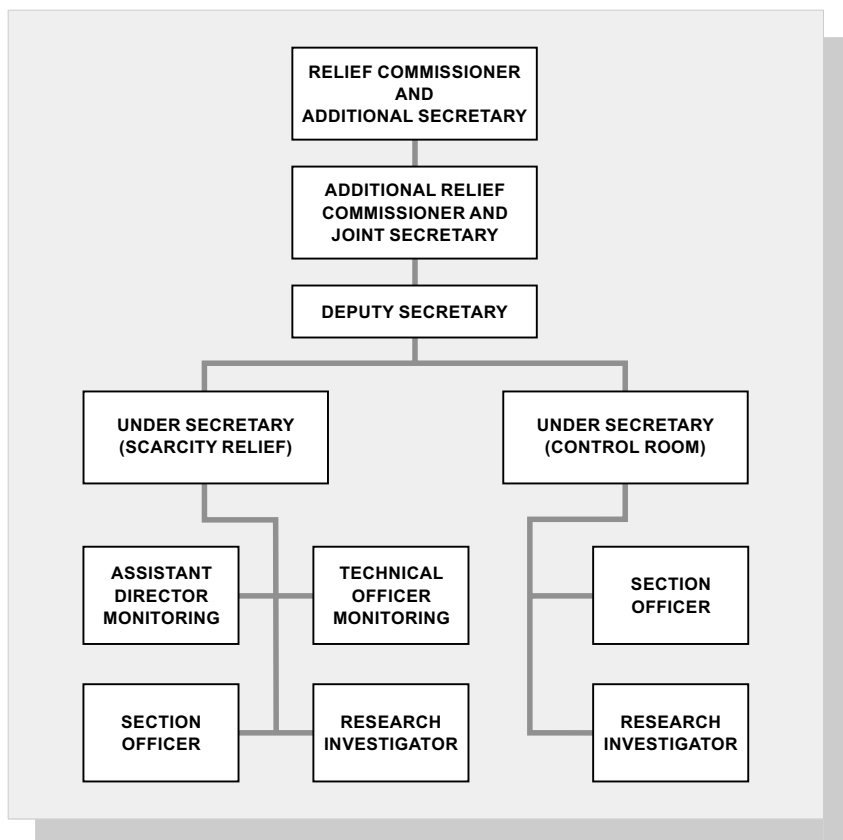 RELIEF COMMISSIONER
AND
ADDITIONAL SECRETARY
ADDITIONAL RELIEF
COMMISSIONER AND
JOINT SECRETARY
DEPUTY SECRETARY
UNDER SECRETARY
(SCARCITY RELIEF)
UNDER SECRETARY
(CONTROL ROOM)
ASSISTANT
DIRECTOR
MONITORING
TECHNICAL
OFFICER
MONITORING
SECTION
OFFICER
SECTION
OFFICER
RESEARCH
INVESTIGATOR
RESEARCH
INVESTIGATOR